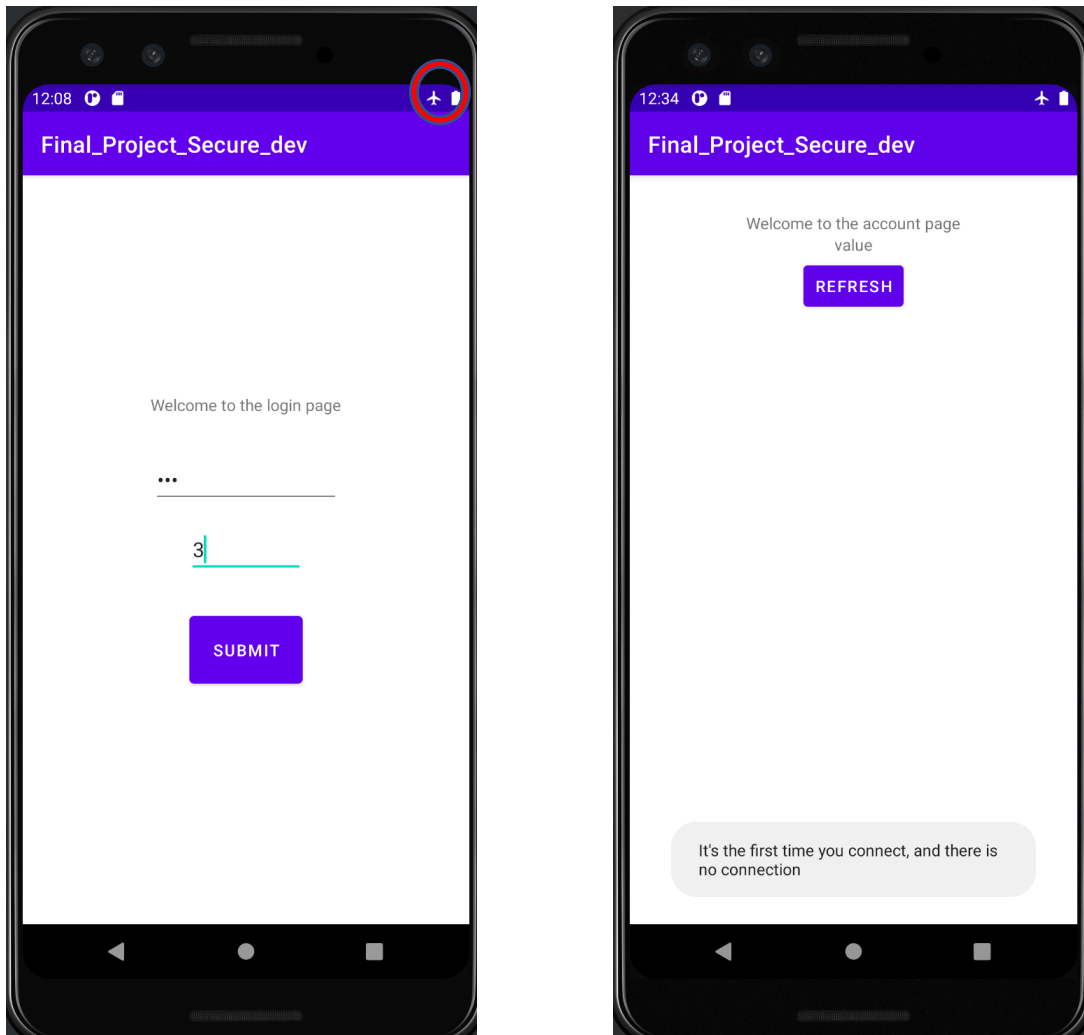 12:08
Final_Project_Secure_dev
Welcome to the login page
•••
3
SUBMIT
12:34
Final_Project_Secure_dev
Welcome to the account page
value
REFRESH
It's the first time you connect, and there is
no connection